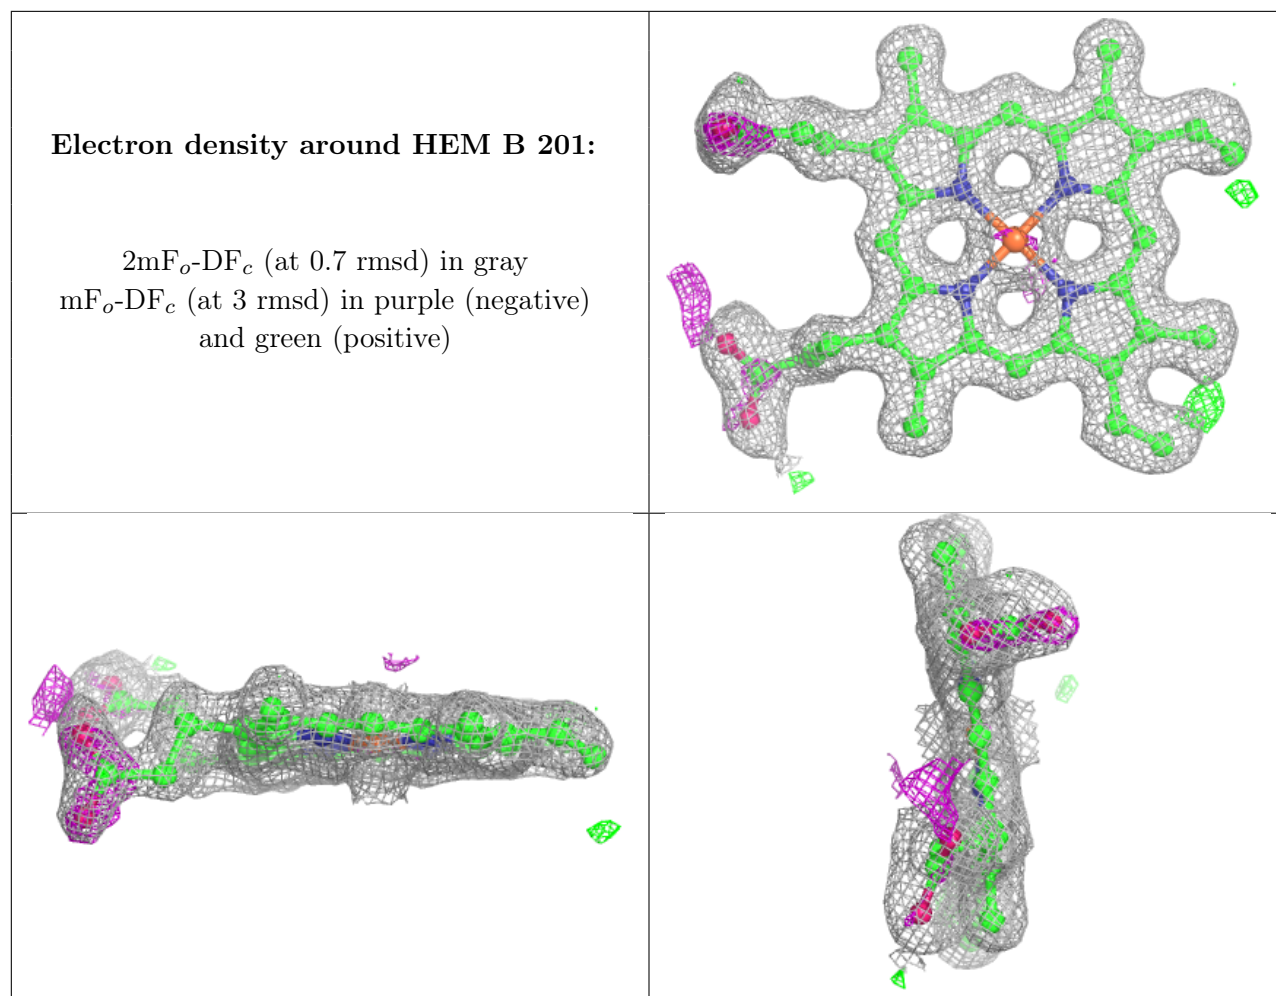 Electron density around HEM B 201:
2mFₒ-DF𝒸 (at 0.7 rmsd) in gray
mFₒ-DF𝒸 (at 3 rmsd) in purple (negative)
and green (positive)